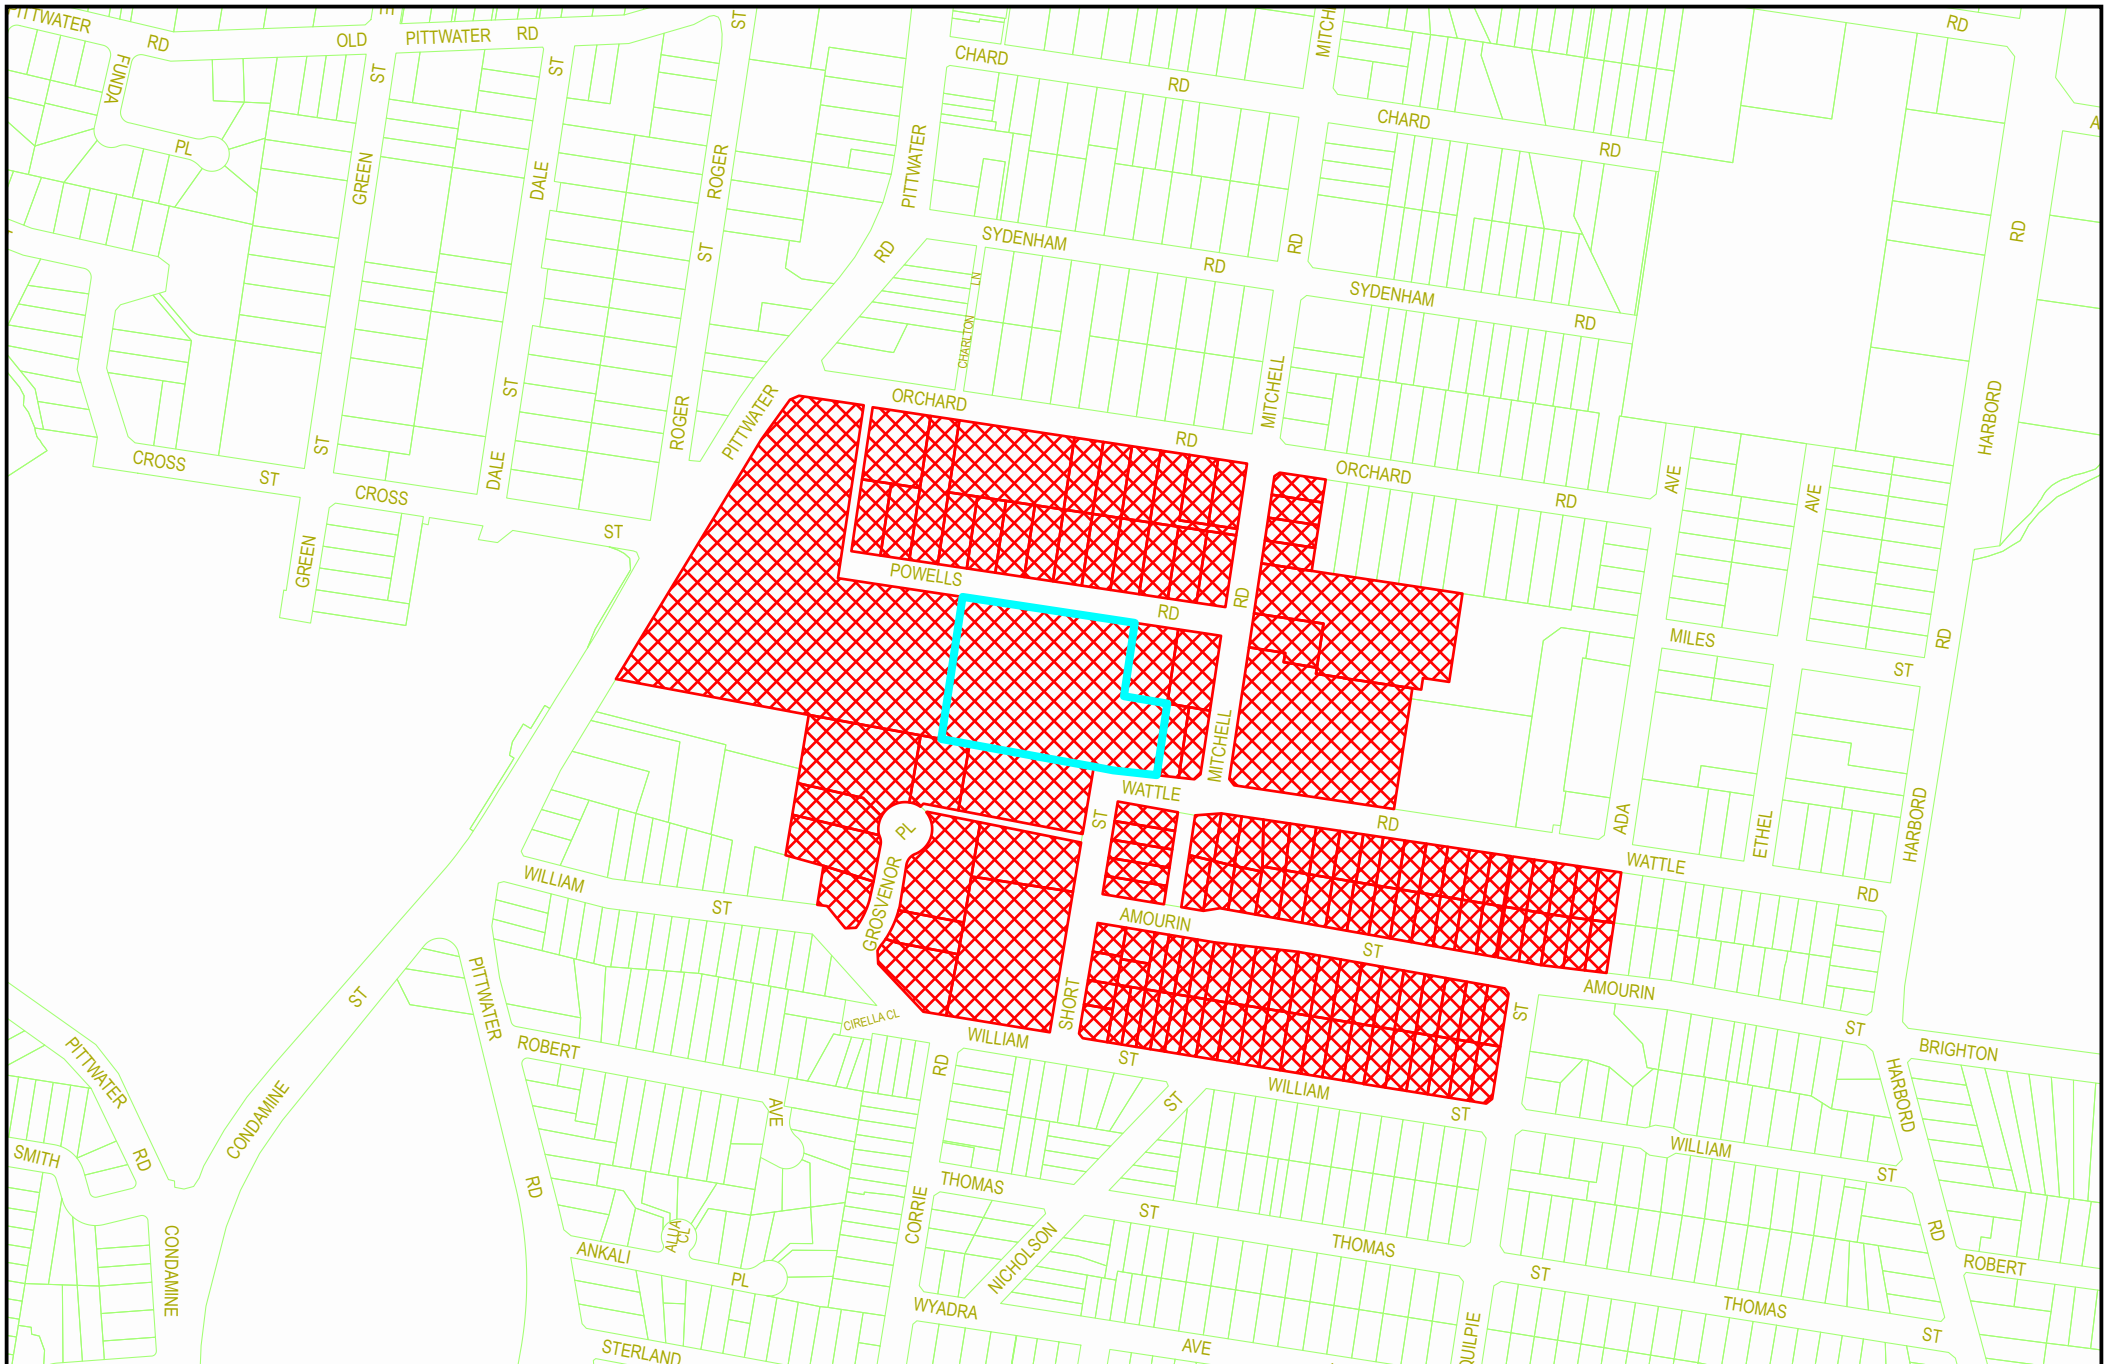 PITTWATER
RD
OLD
PITTWATER
RD
ST
MITCH
RD
FUNDA
ST
ST
CHARD
RD
CHARD
RD
PL
GREEN
DALE
ROGER
PITTWATER
ST
RD
SYDENHAM
RD
RD
RD
LN
CHARLTON
SYDENHAM
RD
ST
DALE
ST
ROGER
PITTWATER
ORCHARD
RD
MITCHELL
HARBORD
CROSS
ST
CROSS
ST
ORCHARD
RD
AVE
AVE
GREEN
POWELLS
RD
RD
MILES
ST
RD
MITCHELL
WATTLE
RD
ST
PL
ADA
ETHEL
HARBORD
WATTLE
RD
WILLIAM
ST
GROSVENOR
AMOURIN
ST
AMOURIN
ST
ST
ST
PITTWATER
SHORT
CIRELLA CL
WILLIAM
ST
ROBERT
RD
BRIGHTON
PITTWATER
RD
CONDAMINE
AVE
ST
WILLIAM
ST
HARBORD
WILLIAM
ST
SMITH
RD
THOMAS
ST
CORRIE
NICHOLSON
THOMAS
ST
THOMAS
ST
RD
ROBERT
CONDAMINE
ALLIA
CL
ANKALI
PL
WYADRA
AVE
QUILPIE
STERLAND